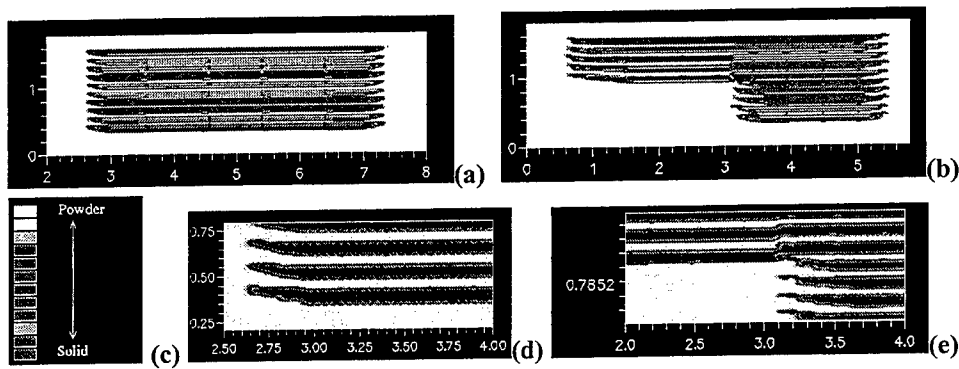 1
0
2 3 4 5 6 7 8
(a)
1
0
0 1 2 3 4 5
(b)
Powder
Solid
(c)
0.75
0.50
0.25
2.50 2.75 3.00 3.25 3.50 3.75 4.00
(d)
0.7852
2.0 2.5 3.0 3.5 4.0
(e)